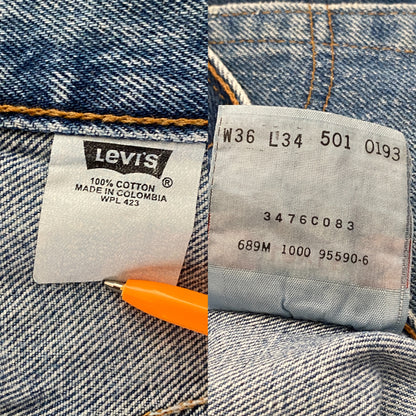 Levi's
®
100% COTTON
MADE IN COLOMBIA
WPL 423
W36 L34 501 0193
3476C083
689M 1000 95590-6